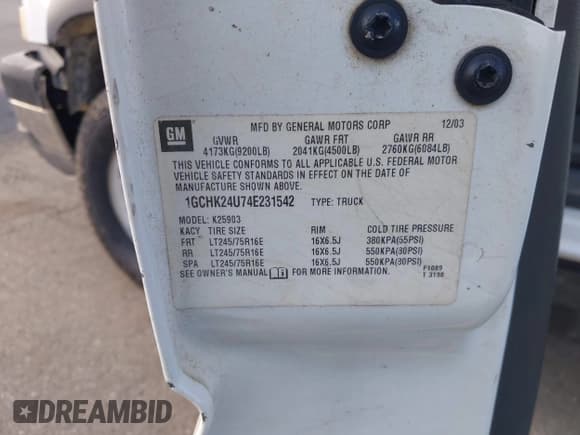 GM
MFD BY GENERAL MOTORS CORP 12/03
GVWR GAWR FRT GAWR RR
4173KG(9200LB) 2041KG(4500LB) 2760KG(6084LB)
THIS VEHICLE CONFORMS TO ALL APPLICABLE U.S. FEDERAL MOTOR
VEHICLE SAFETY STANDARDS IN EFFECT ON THE DATE OF
MANUFACTURE SHOWN ABOVE.
1GCHK24U74E231542 TYPE: TRUCK
MODEL: K25903
KACY TIRE SIZE RIM COLD TIRE PRESSURE
FRT LT245/75R16E 16X6.5J 380KPA(55PSI)
RR LT245/75R16E 16X6.5J 550KPA(80PSI)
SPA LT245/75R16E 16X6.5J 550KPA(80PSI)
SEE OWNER'S MANUAL FOR MORE INFORMATION.
F1089
T 3198
DREAMBID